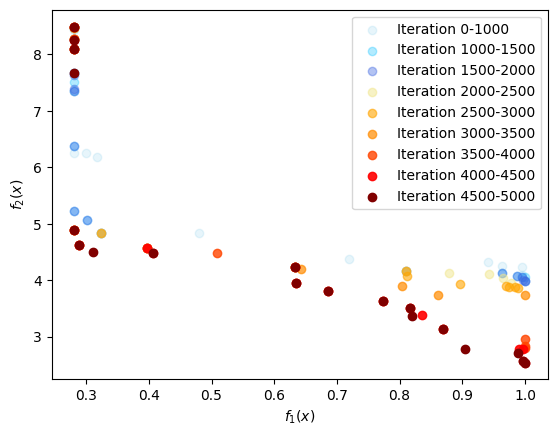 Iteration 0-1000
Iteration 1000-1500
Iteration 1500-2000
Iteration 2000-2500
Iteration 2500-3000
Iteration 3000-3500
Iteration 3500-4000
Iteration 4000-4500
Iteration 4500-5000
f₂(x)
8
7
6
5
4
3
0.3 0.4 0.5 0.6 0.7 0.8 0.9 1.0
f₁(x)